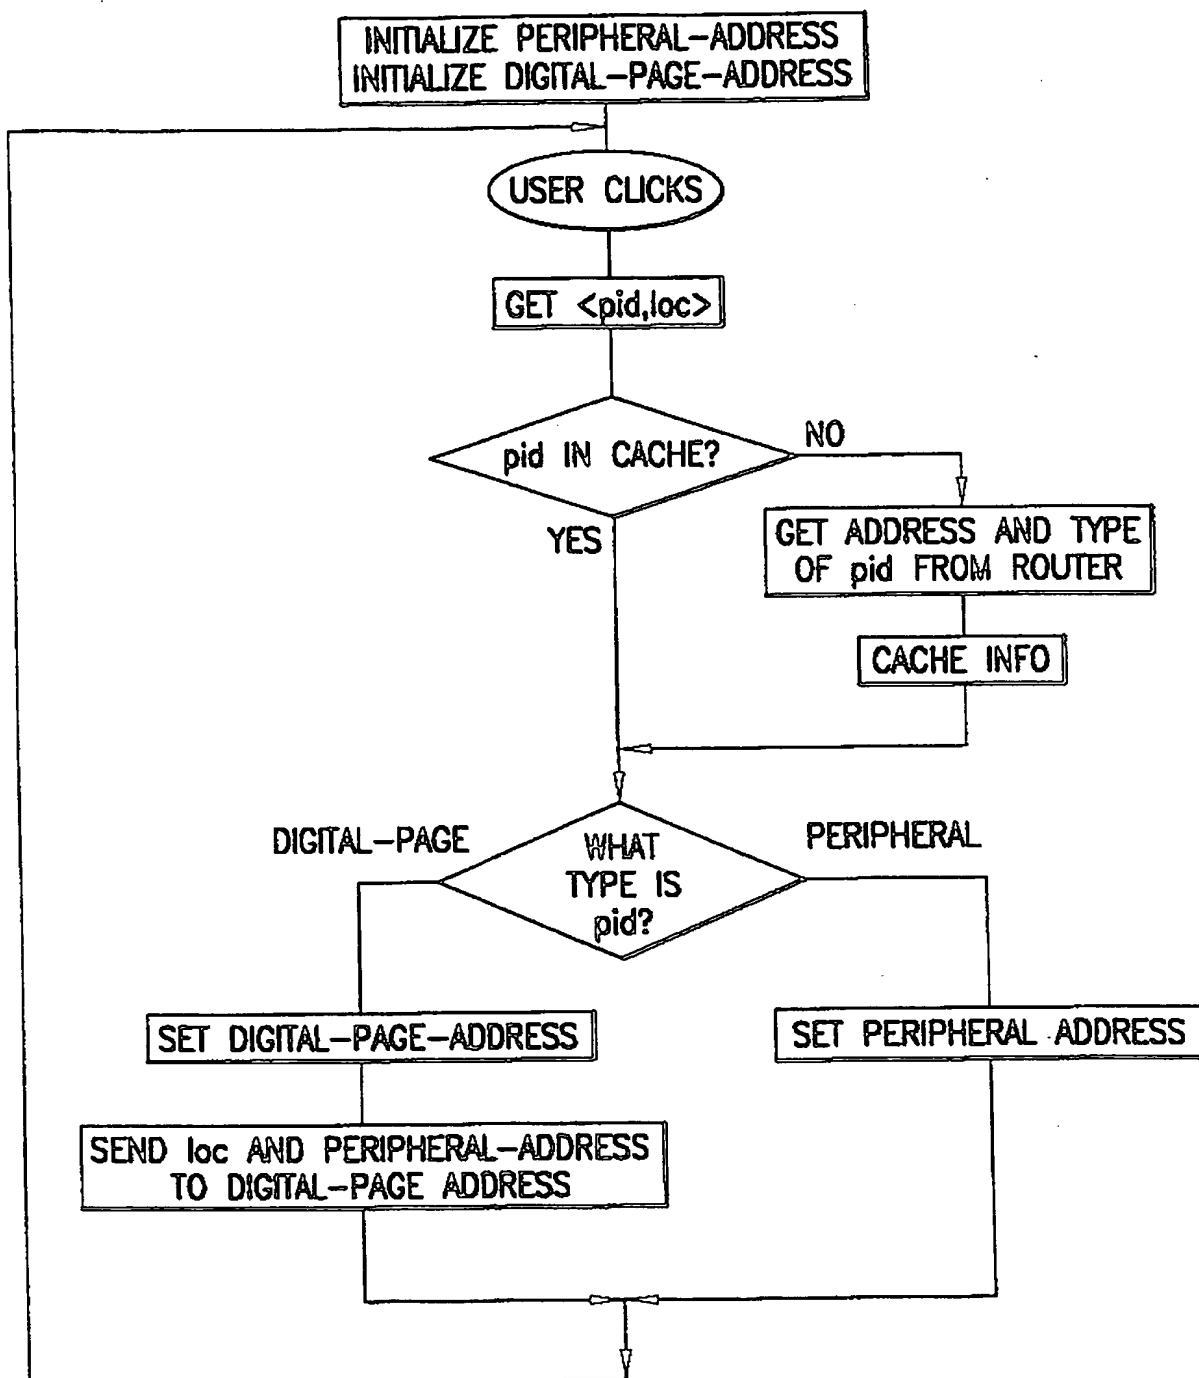 INITIALIZE PERIPHERAL-ADDRESS
INITIALIZE DIGITAL-PAGE-ADDRESS
USER CLICKS
GET <pid,loc>
pid IN CACHE?
NO
YES
GET ADDRESS AND TYPE
OF pid FROM ROUTER
CACHE INFO
DIGITAL-PAGE
WHAT
TYPE IS
pid?
PERIPHERAL
SET DIGITAL-PAGE-ADDRESS
SET PERIPHERAL ADDRESS
SEND loc AND PERIPHERAL-ADDRESS
TO DIGITAL-PAGE ADDRESS